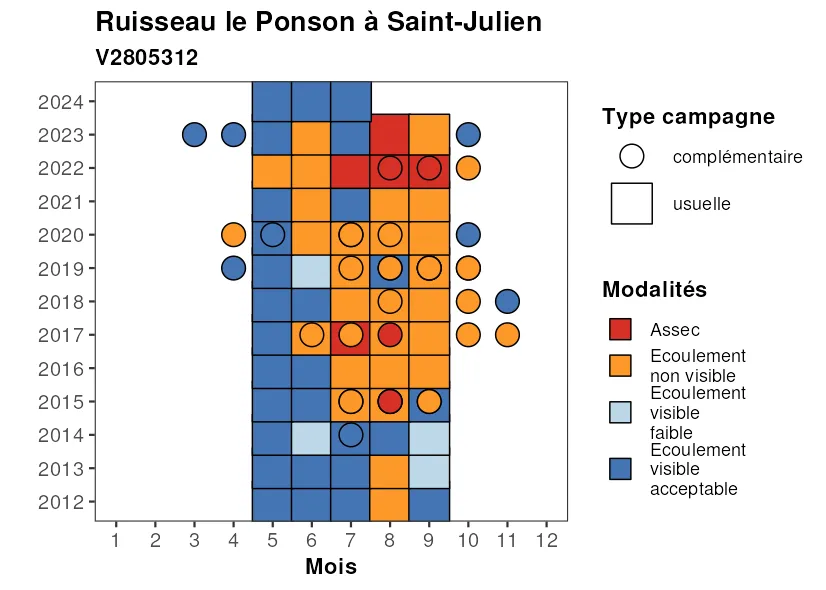 Ruisseau le Ponson à Saint-Julien
V2805312
2024
2023
2022
2021
2020
2019
2018
2017
2016
2015
2014
2013
2012
1 2 3 4 5 6 7 8 9 10 11 12
Mois
Type campagne
complémentaire
usuelle
Modalités
Assec
Ecoulement
non visible
Ecoulement
visible
faible
Ecoulement
visible
acceptable